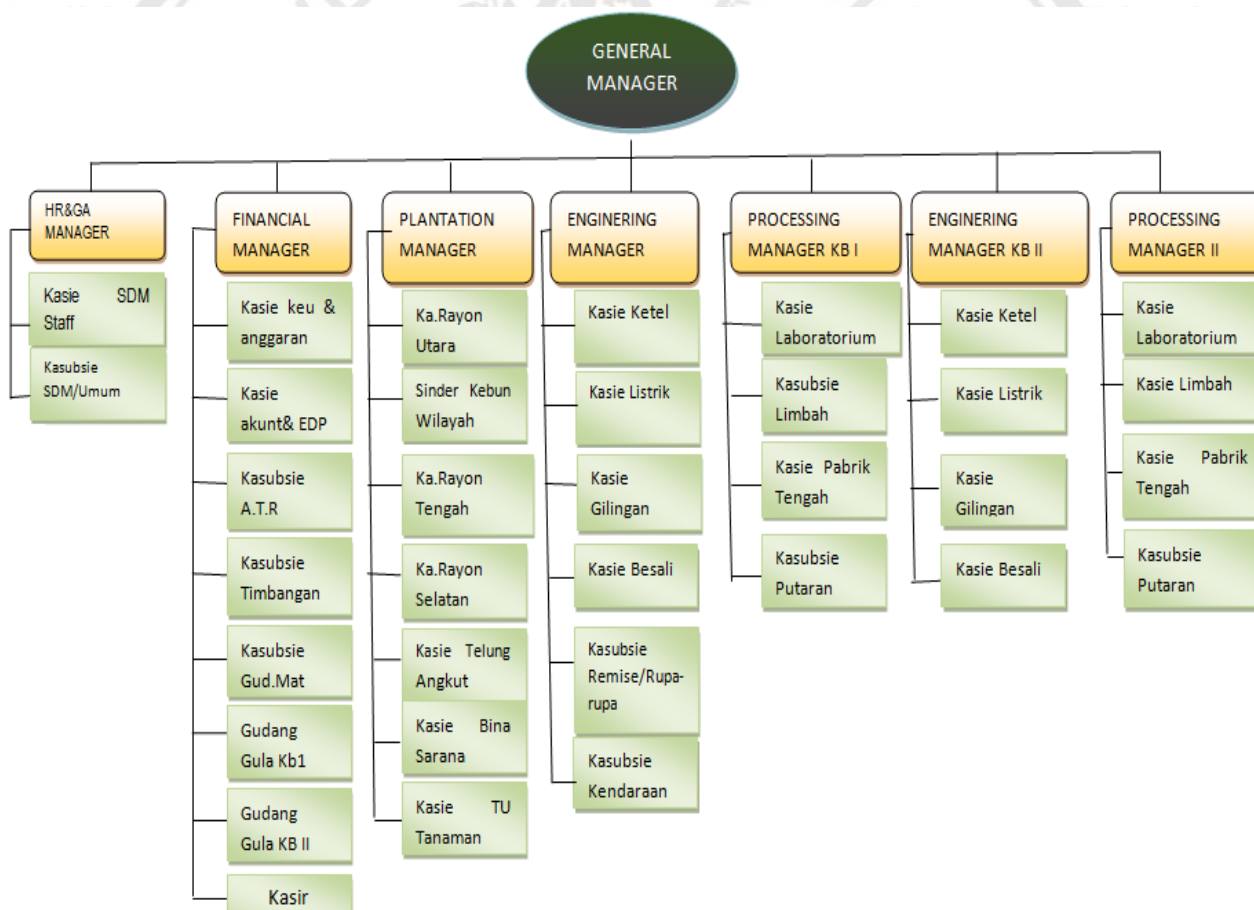 GENERAL
MANAGER
HR&GA
MANAGER
Kasie SDM
Staff
Kasubsie
SDM/Umum
FINANCIAL
MANAGER
Kasie keu &
anggaran
Kasie
akunt& EDP
Kasubsie
A.T.R
Kasubsie
Timbangan
Kasubsie
Gud.Mat
Gudang
Gula Kb1
Gudang
Gula KB II
Kasir
PLANTATION
MANAGER
Ka.Rayon
Utara
Sinder Kebun
Wilayah
Ka.Rayon
Tengah
Ka.Rayon
Selatan
Kasie Telung
Angkut
Kasie Bina
Sarana
Kasie TU
Tanaman
ENGINERING
MANAGER
Kasie Ketel
Kasie Listrik
Kasie
Gilingan
Kasie Besali
Kasubsie
Remise/Rupa-
rupa
Kasubsie
Kendaraan
PROCESSING
MANAGER KB I
Kasie
Laboratorium
Kasubsie
Limbah
Kasie Pabrik
Tengah
Kasubsie
Putaran
ENGINERING
MANAGER KB II
Kasie Ketel
Kasie Listrik
Kasie
Gilingan
Kasie Besali
PROCESSING
MANAGER II
Kasie
Laboratorium
Kasie Limbah
Kasie Pabrik
Tengah
Kasubsie
Putaran